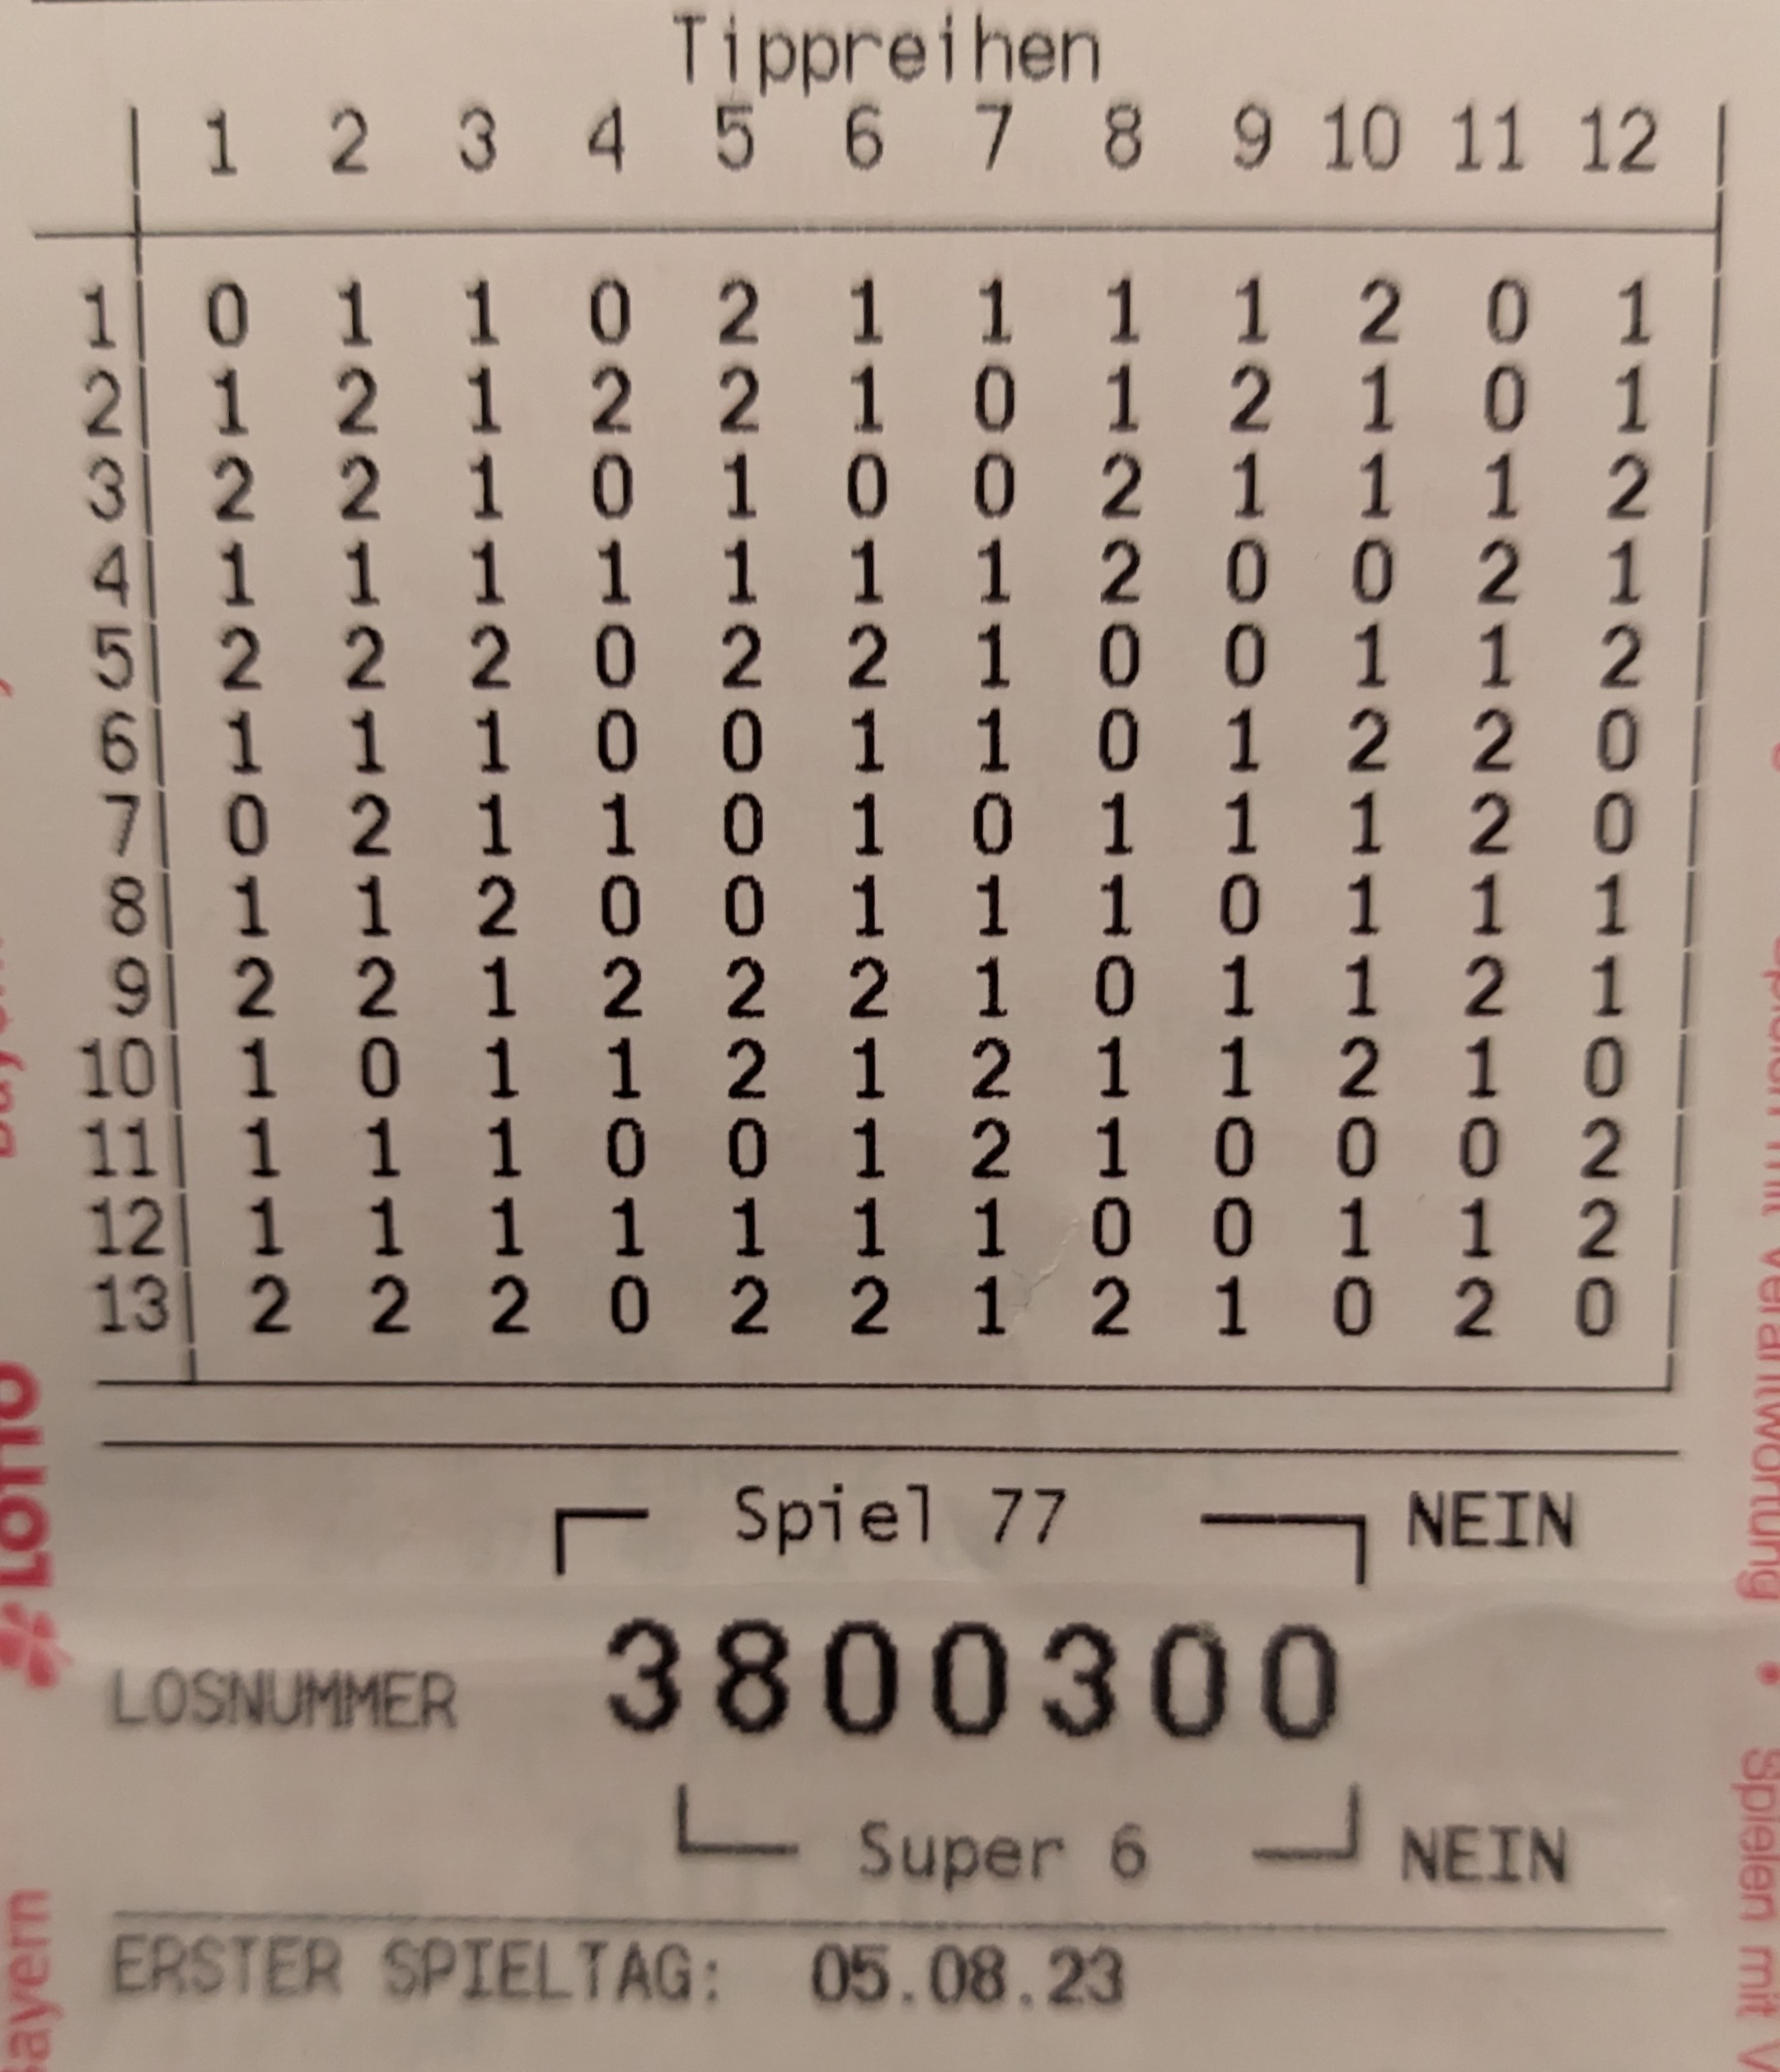 Tippreihen
1 2 3 4 5 6 7 8 9 10 11 12
1 0 1 1 0 2 1 1 1 1 2 0 1
2 1 2 1 2 2 1 0 1 2 1 0 1
3 2 2 1 0 1 0 0 2 1 1 1 2
4 1 1 1 1 1 1 1 2 0 0 2 1
5 2 2 2 0 2 2 1 0 0 1 1 2
6 1 1 1 0 0 1 1 0 1 2 2 0
7 0 2 1 1 0 1 0 1 1 1 2 0
8 1 1 2 0 0 1 1 1 0 1 1 1
9 2 2 1 2 2 2 1 0 1 1 2 1
10 1 0 1 1 2 1 2 1 1 2 1 0
11 1 1 1 0 0 1 2 1 0 0 0 2
12 1 1 1 1 1 1 1 0 0 1 1 2
13 2 2 2 0 2 2 1 2 1 0 2 0
Spiel 77 NEIN
LOSNUMMER 3800300
Super 6 NEIN
ERSTER SPIELTAG: 05.08.23
LOTTO
Bayern
Spielen mit Verantwortung • Spielen mit V